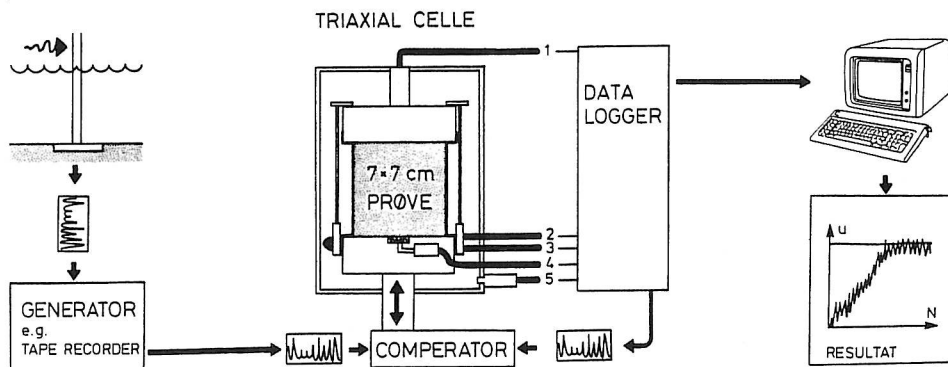 TRIAXIAL CELLE
1
DATA
LOGGER
7×7 cm
PRØVE
2
3
4
5
GENERATOR
e.g.
TAPE RECORDER
COMPERATOR
u
N
RESULTAT